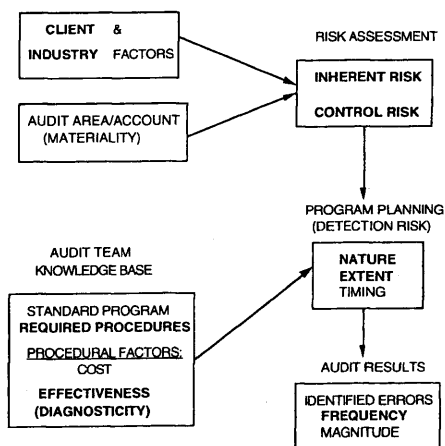 CLIENT &
INDUSTRY FACTORS
RISK ASSESSMENT
INHERENT RISK
CONTROL RISK
AUDIT AREA/ACCOUNT
(MATERIALITY)
PROGRAM PLANNING
(DETECTION RISK)
NATURE
EXTENT
TIMING
AUDIT TEAM
KNOWLEDGE BASE
STANDARD PROGRAM
REQUIRED PROCEDURES
PROCEDURAL FACTORS:
COST
EFFECTIVENESS
(DIAGNOSTICITY)
AUDIT RESULTS
IDENTIFIED ERRORS
FREQUENCY
MAGNITUDE